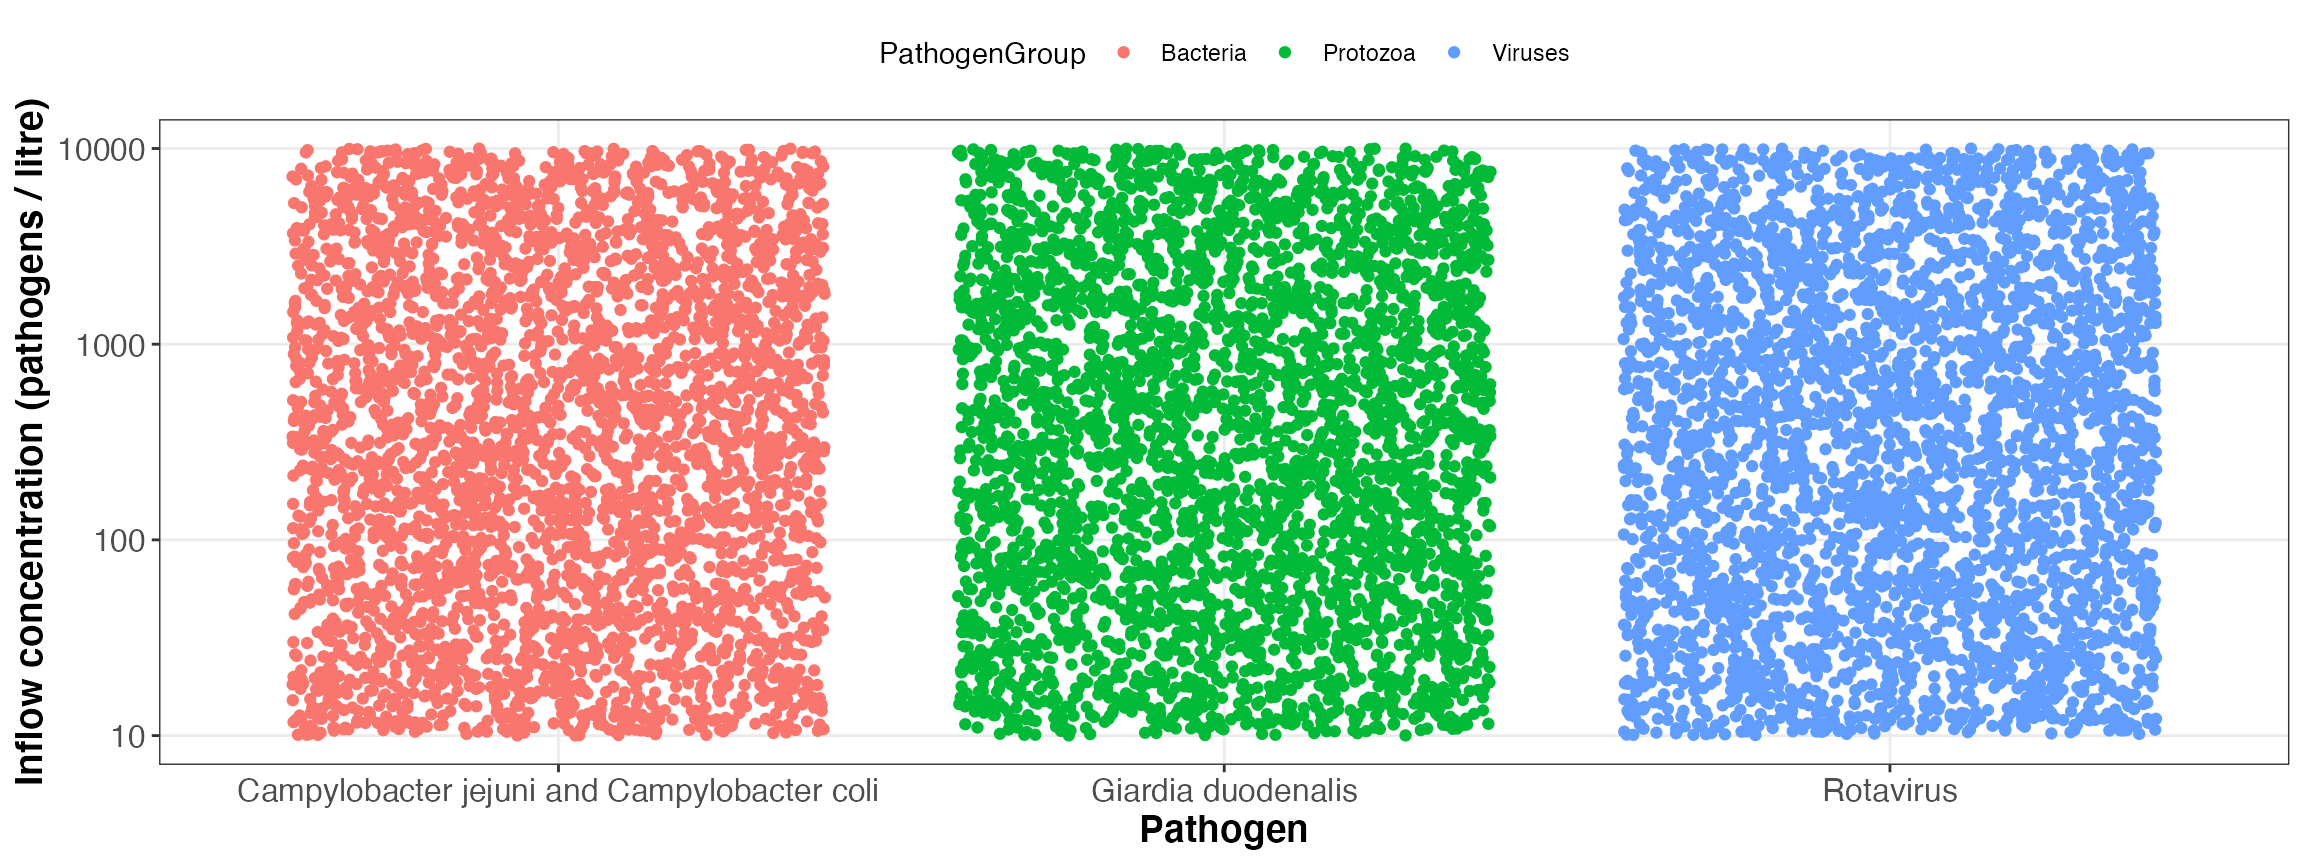 PathogenGroup Bacteria Protozoa Viruses
Inflow concentration (pathogens / litre)
10000
1000
100
10
Campylobacter jejuni and Campylobacter coli Giardia duodenalis Rotavirus
Pathogen